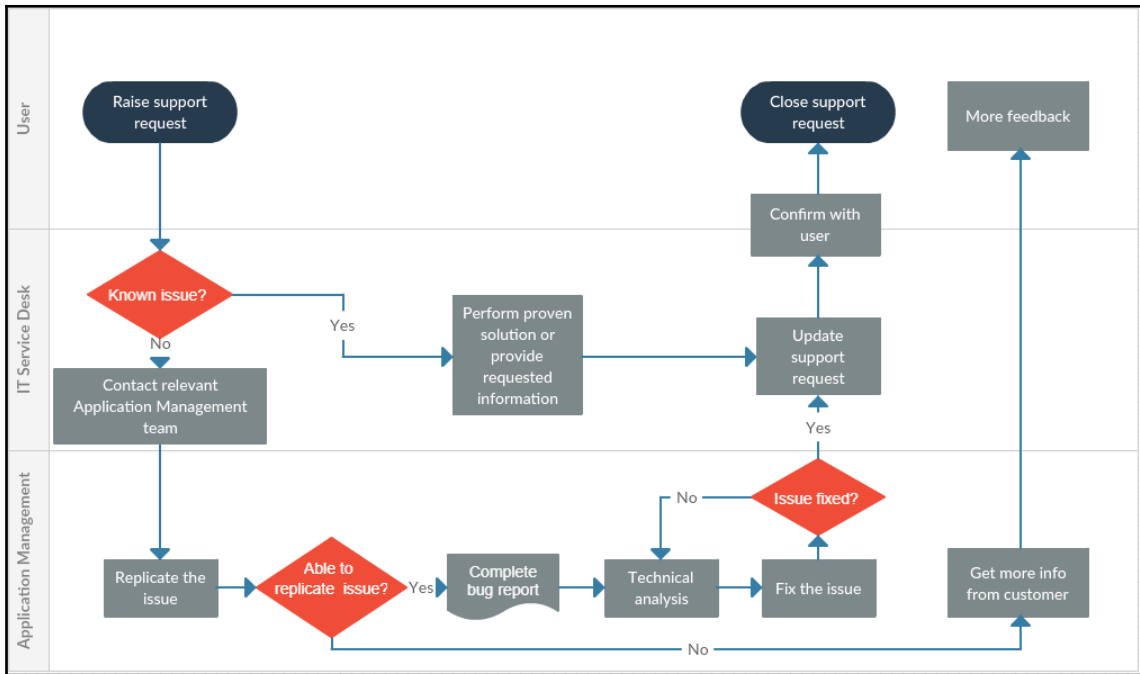 User
Raise support
request
Close support
request
More feedback
Confirm with
user
IT Service Desk
Known issue?
Yes
No
Perform proven
solution or
provide
requested
information
Update
support
request
Contact relevant
Application Management
team
Yes
Application Management
Issue fixed?
No
Replicate the
issue
Able to
replicate issue?
Yes
Complete
bug report
Technical
analysis
Fix the issue
Get more info
from customer
No